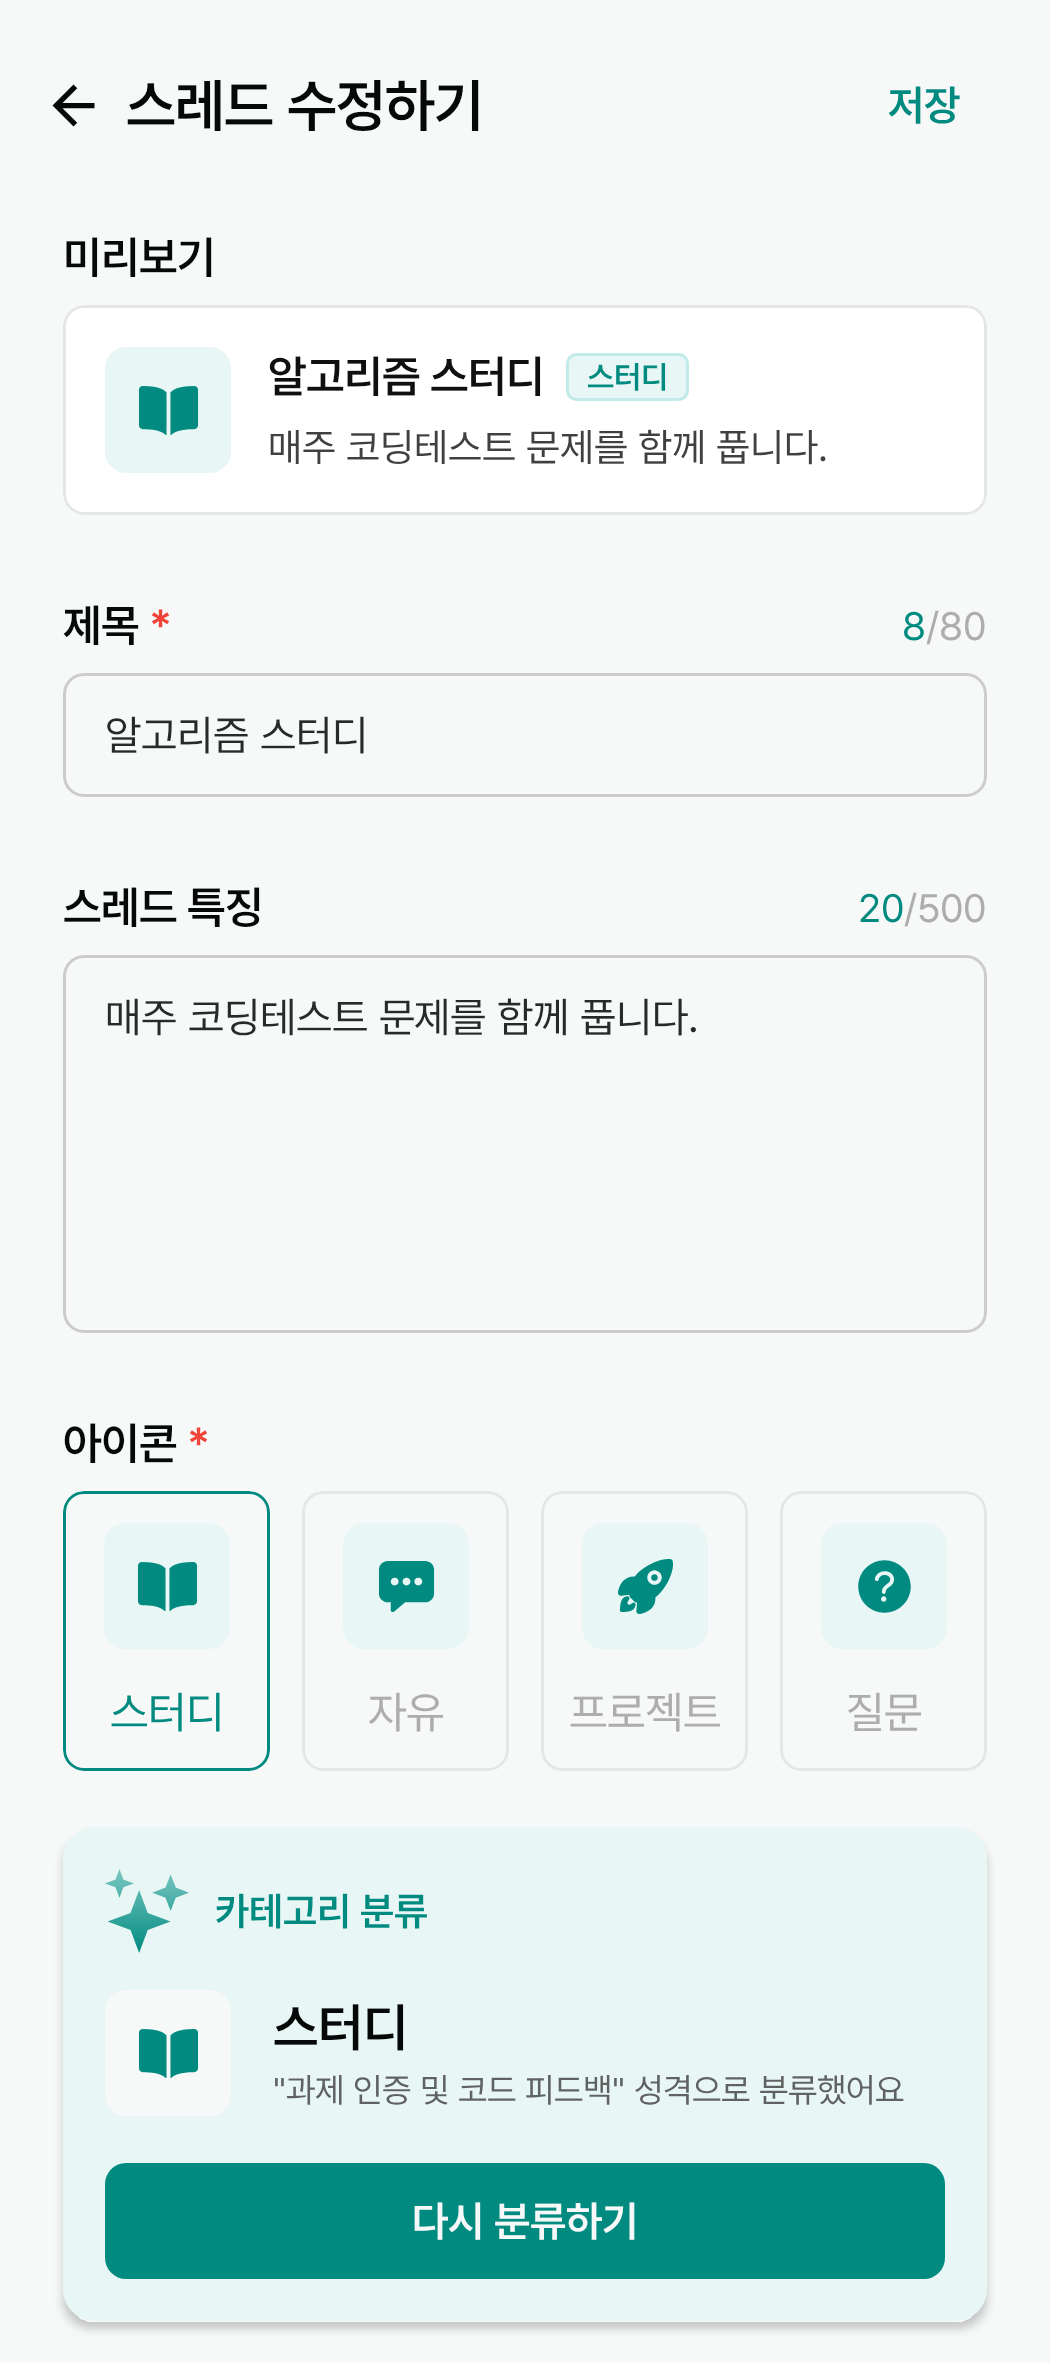 스레드 수정하기 저장
미리보기
알고리즘 스터디 스터디
매주 코딩테스트 문제를 함께 풉니다.
제목 * 8/80
알고리즘 스터디
스레드 특징 20/500
매주 코딩테스트 문제를 함께 풉니다.
아이콘 *
스터디 자유 프로젝트 질문
카테고리 분류
스터디
"과제 인증 및 코드 피드백" 성격으로 분류했어요
다시 분류하기